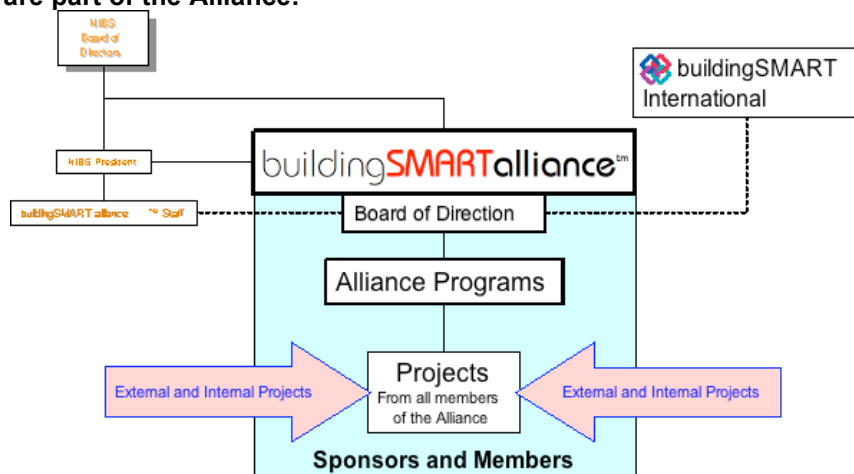 are part of the Alliance.
NIBS
Board of
Directors
buildingSMART
International
buildingSMARTalliance™
NIBS President
buildingSMART alliance ™ Staff
Board of Direction
Alliance Programs
Projects
From all members
of the Alliance
External and Internal Projects
External and Internal Projects
Sponsors and Members